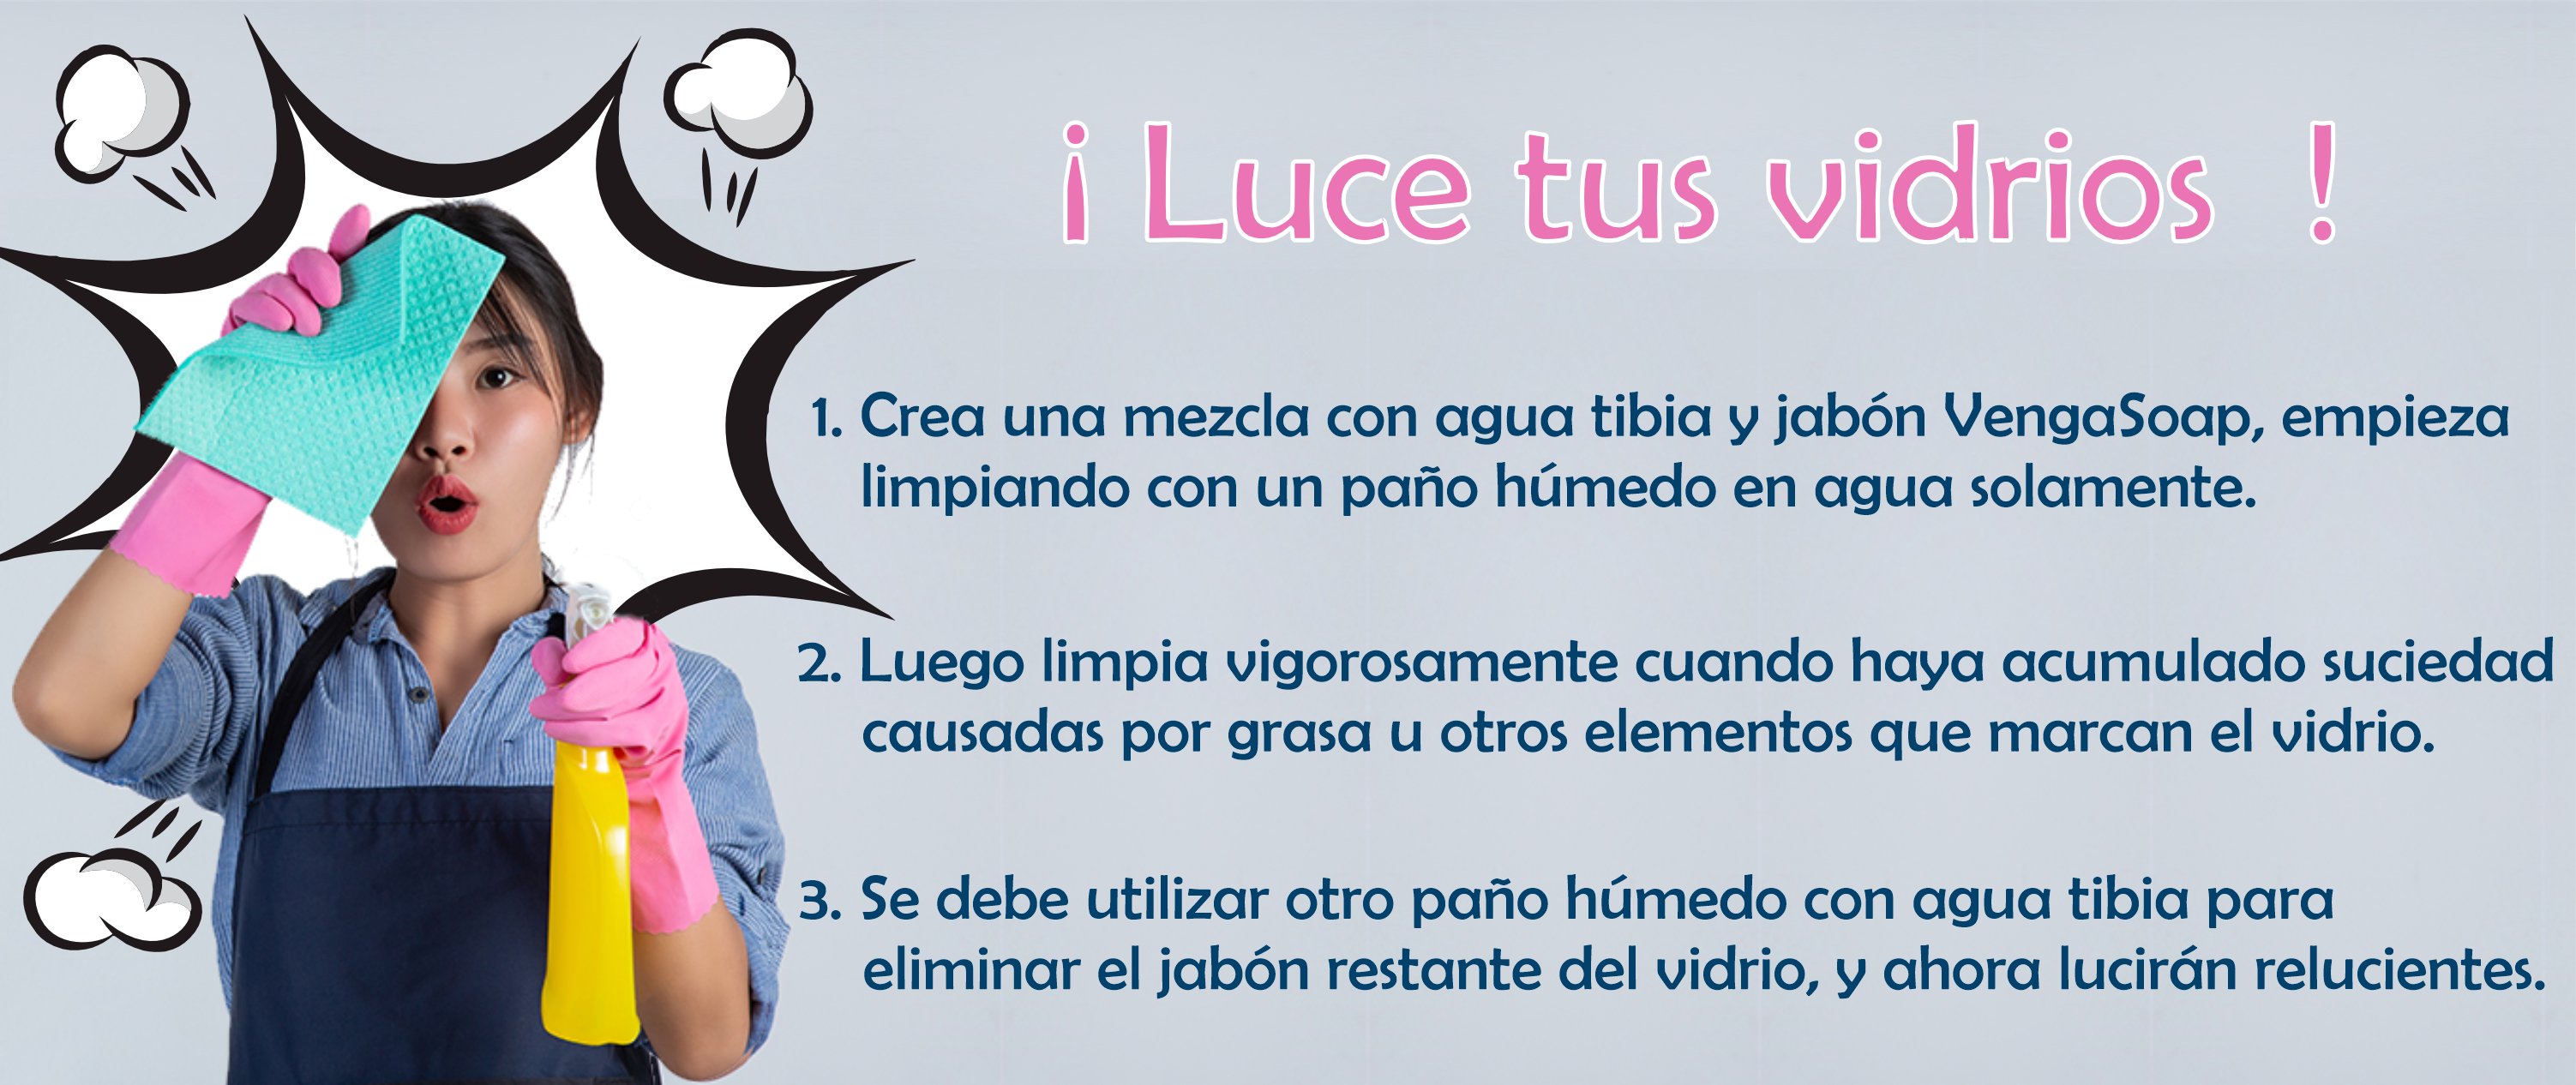 ¡ Luce tus vidrios !
1. Crea una mezcla con agua tibia y jabón VengaSoap, empieza
limpiando con un paño húmedo en agua solamente.
2. Luego limpia vigorosamente cuando haya acumulado suciedad
causadas por grasa u otros elementos que marcan el vidrio.
3. Se debe utilizar otro paño húmedo con agua tibia para
eliminar el jabón restante del vidrio, y ahora lucirán relucientes.